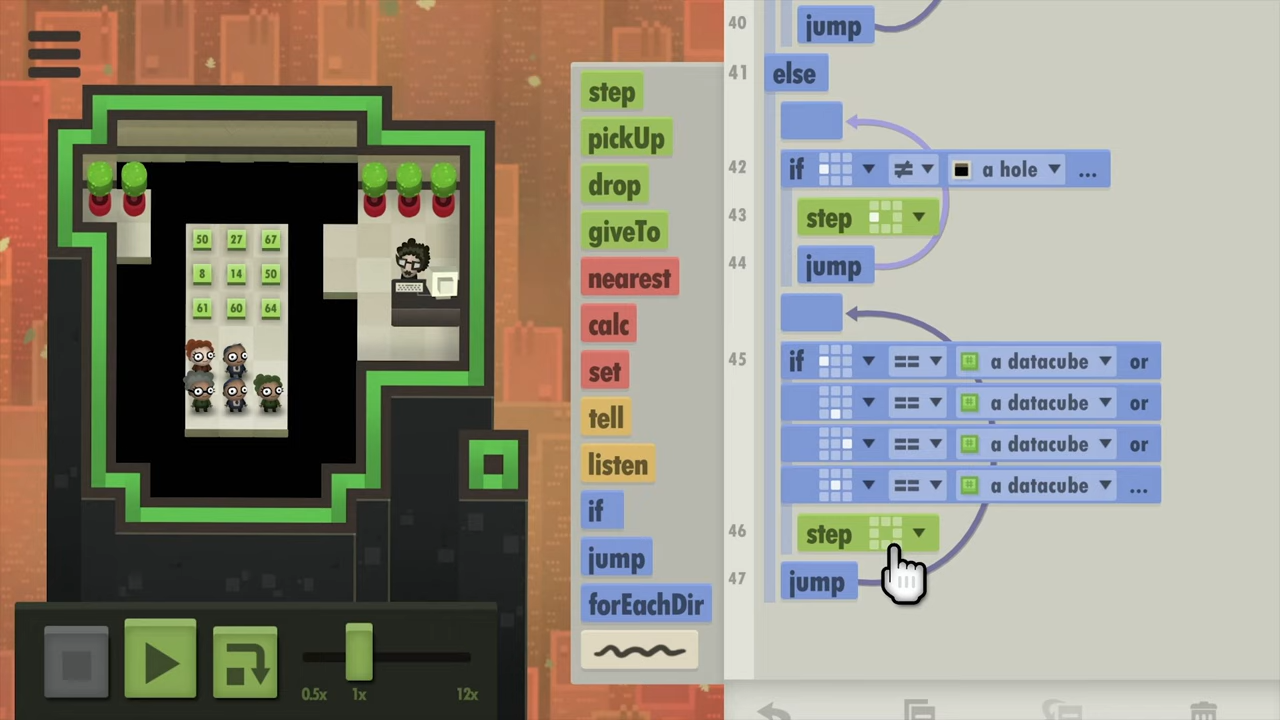 50 27 67
8 14 50
61 60 64
0.5x 1x 12x
step
pickUp
drop
giveTo
nearest
calc
set
tell
listen
if
jump
forEachDir
40 jump
41 else
42 if ≠ a hole ...
43 step
44 jump
45 if == a datacube or
== a datacube or
== a datacube or
== a datacube ...
46 step
47 jump